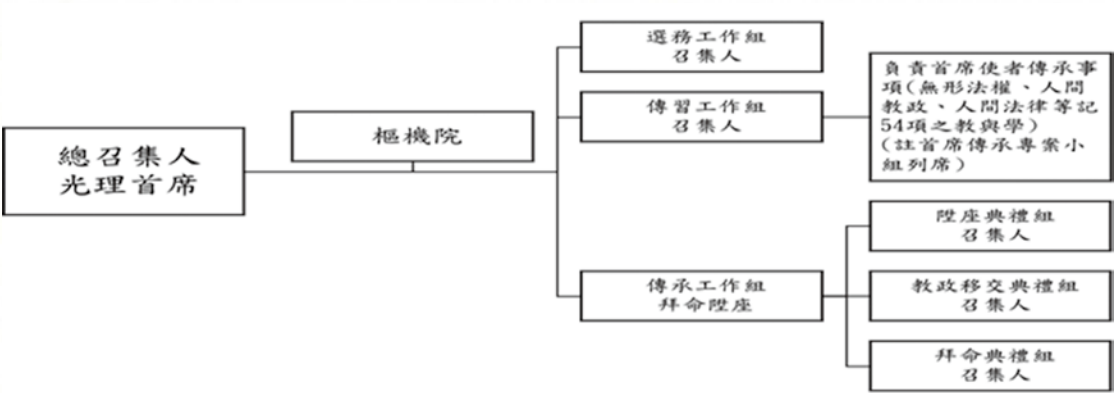 總召集人
光理首席
樞機院
選務工作組
召集人
傳習工作組
召集人
負責首席使者傳承事
項(無形法權、人間
教政、人間法律等記
54項之教與學)
(註首席傳承專案小
組列席)
傳承工作組
拜命陞座
陞座典禮組
召集人
教政移交典禮組
召集人
拜命典禮組
召集人